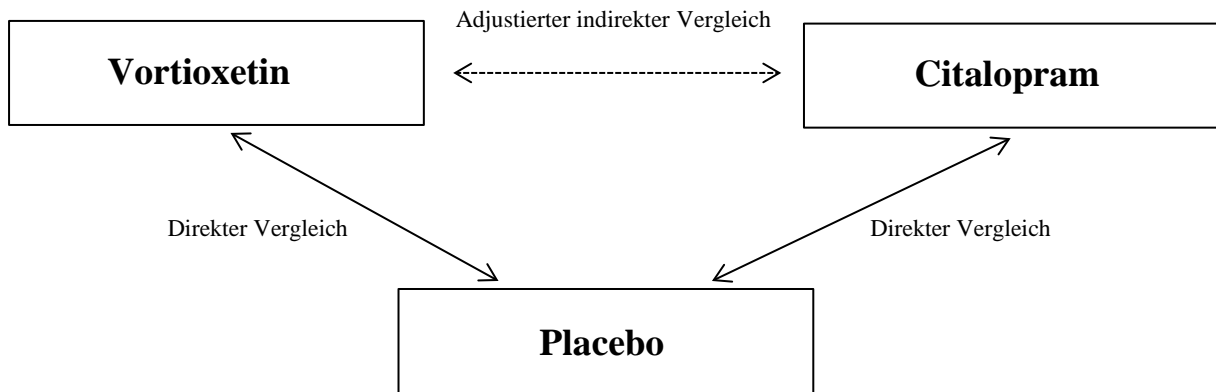 Adjustierter indirekter Vergleich
Vortioxetin
Citalopram
Direkter Vergleich
Direkter Vergleich
Placebo